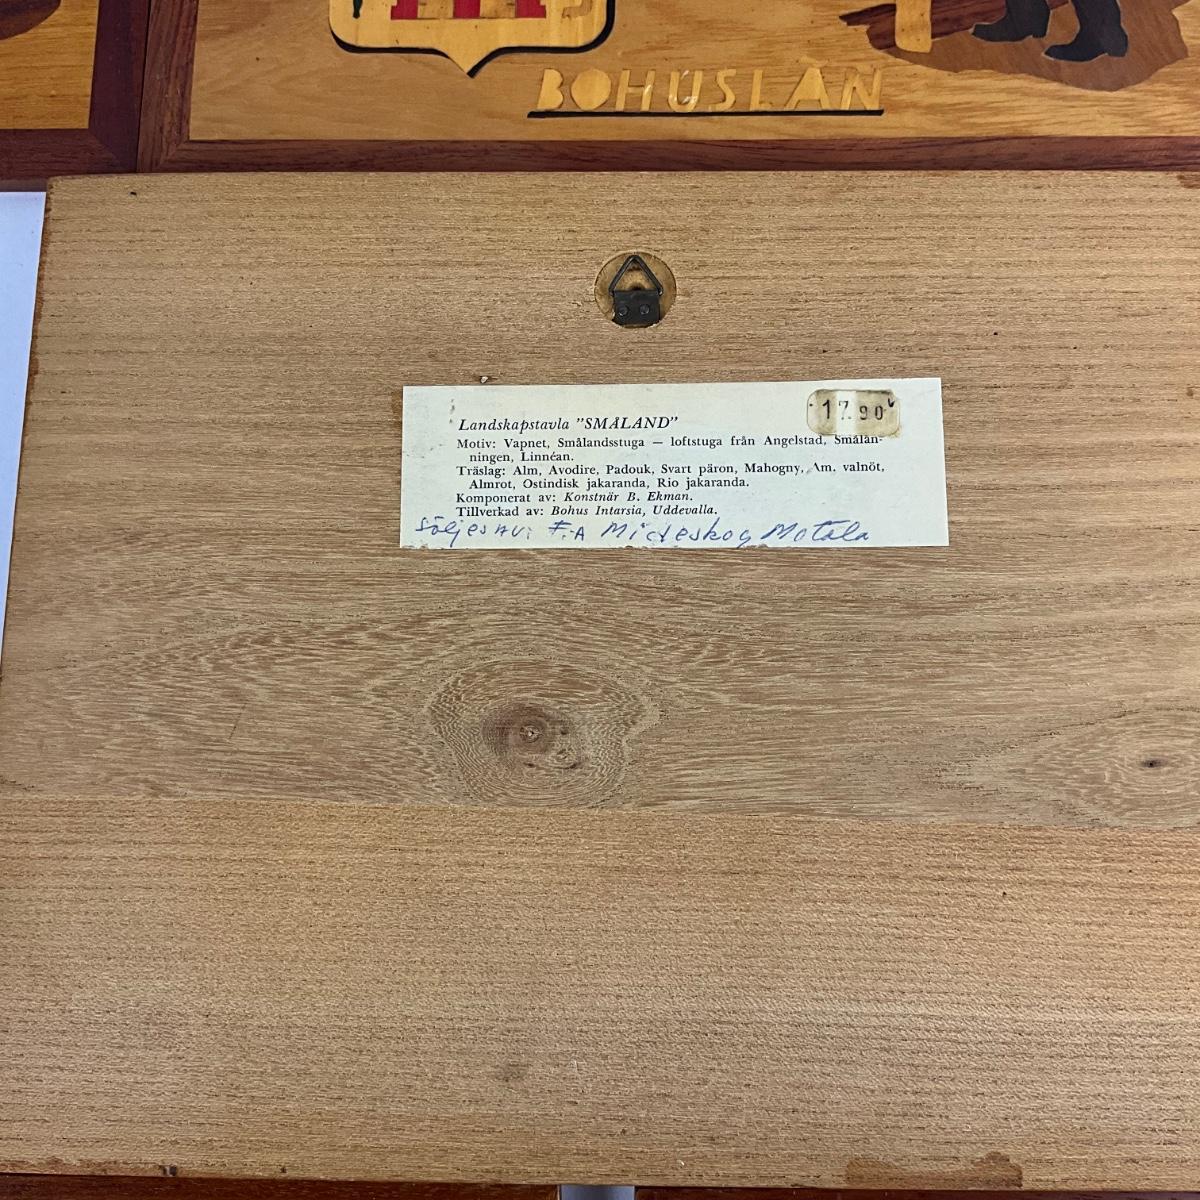 BOHUSLÄN
17.90
Landskapstavla "SMÅLAND"
Motiv: Vapnet, Smålandsstuga — loftstuga från Angelstad, Smålän-
ningen, Linnéan.
Träslag: Alm, Avodire, Padouk, Svart päron, Mahogny, Am. valnöt,
Almrot, Ostindisk jakaranda, Rio jakaranda.
Komponerat av: Konstnär B. Ekman.
Tillverkad av: Bohus Intarsia, Uddevalla.
Säljes av: F:A Motala